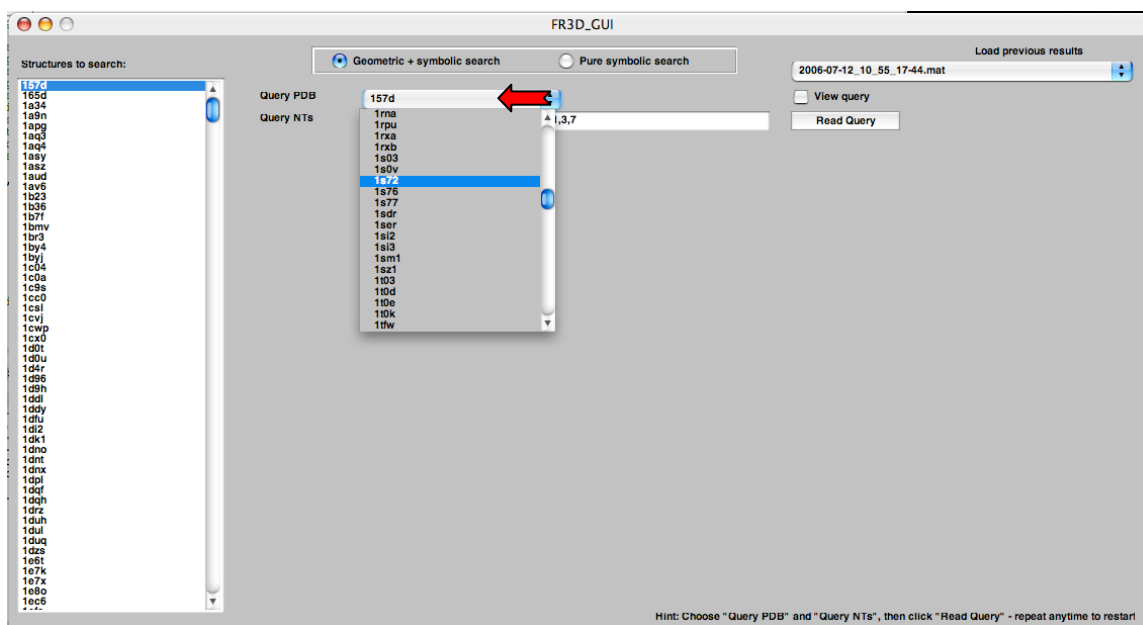 FR3D_GUI
Structures to search:
Geometric + symbolic search
Pure symbolic search
Load previous results
2006-07-12_10_55_17-44.mat
Query PDB
157d
View query
Query NTs
1,3,7
Read Query
1rna
1rpu
1rxa
1rxb
1s03
1s0v
1s72
1s76
1s77
1sdr
1ser
1si2
1si3
1sm1
1sz1
1t03
1t0d
1t0e
1t0k
1tfw
157d
165d
1a34
1a9n
1apg
1aq3
1aq4
1asy
1asz
1aud
1av6
1b23
1b36
1b7f
1bmv
1br3
1by4
1byj
1c04
1c0a
1c9s
1cc0
1csl
1cvj
1cwp
1cx0
1d0t
1d0u
1d4r
1d96
1d9h
1ddl
1ddy
1dfu
1di2
1dk1
1dno
1dnt
1dnx
1dpl
1dqf
1dqh
1drz
1duh
1dul
1duq
1dzs
1e6t
1e7k
1e7x
1e8o
1ec6
Hint: Choose "Query PDB" and "Query NTs", then click "Read Query" - repeat anytime to restart